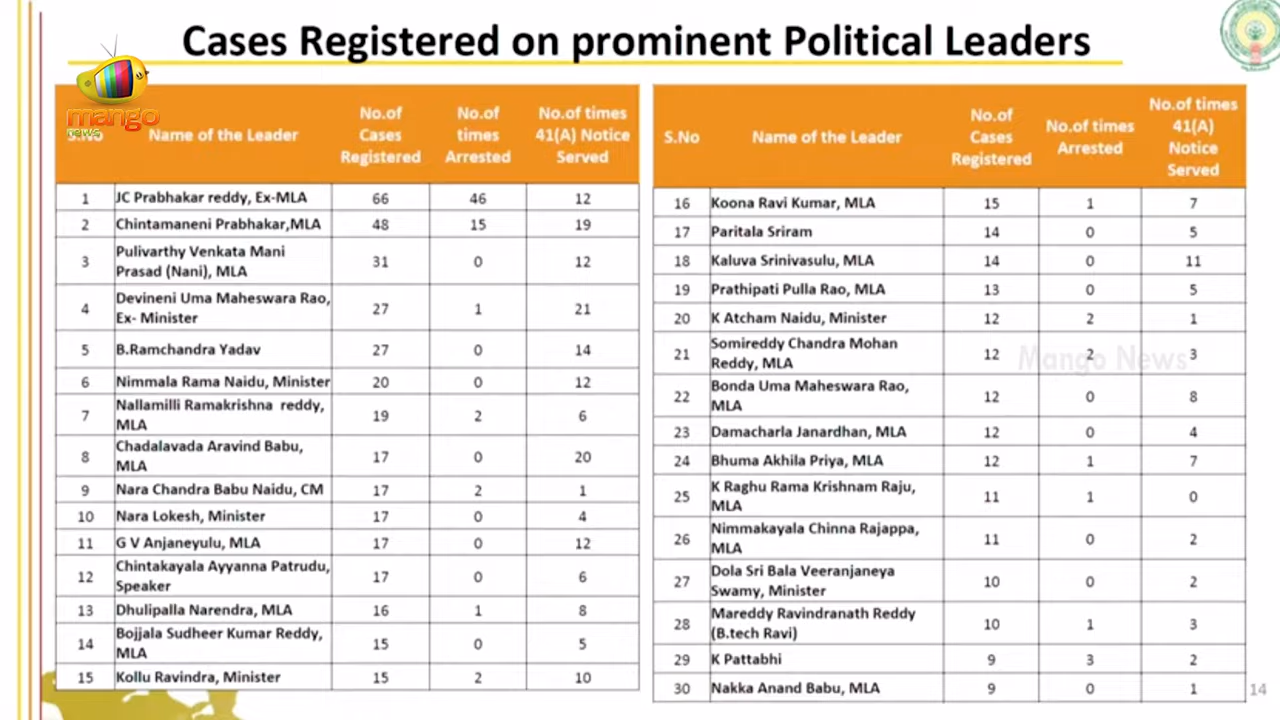 Cases Registered on prominent Political Leaders
mango
news
S.No Name of the Leader No.of Cases Registered No.of times Arrested No.of times 41(A) Notice Served
1 JC Prabhakar reddy, Ex-MLA 66 46 12
2 Chintamaneni Prabhakar,MLA 48 15 19
3 Pulivarthy Venkata Mani Prasad (Nani), MLA 31 0 12
4 Devineni Uma Maheswara Rao, Ex- Minister 27 1 21
5 B.Ramchandra Yadav 27 0 14
6 Nimmala Rama Naidu, Minister 20 0 12
7 Nallamilli Ramakrishna reddy, MLA 19 2 6
8 Chadalavada Aravind Babu, MLA 17 0 20
9 Nara Chandra Babu Naidu, CM 17 2 1
10 Nara Lokesh, Minister 17 0 4
11 G V Anjaneyulu, MLA 17 0 12
12 Chintakayala Ayyanna Patrudu, Speaker 17 0 6
13 Dhulipalla Narendra, MLA 16 1 8
14 Bojjala Sudheer Kumar Reddy, MLA 15 0 5
15 Kollu Ravindra, Minister 15 2 10
S.No Name of the Leader No.of Cases Registered No.of times Arrested No.of times 41(A) Notice Served
16 Koona Ravi Kumar, MLA 15 1 7
17 Paritala Sriram 14 0 5
18 Kaluva Srinivasulu, MLA 14 0 11
19 Prathipati Pulla Rao, MLA 13 0 5
20 K Atcham Naidu, Minister 12 2 1
21 Somireddy Chandra Mohan Reddy, MLA 12 2 3
Mango News
22 Bonda Uma Maheswara Rao, MLA 12 0 8
23 Damacharla Janardhan, MLA 12 0 4
24 Bhuma Akhila Priya, MLA 12 1 7
25 K Raghu Rama Krishnam Raju, MLA 11 1 0
26 Nimmakayala Chinna Rajappa, MLA 11 0 2
27 Dola Sri Bala Veeranjaneya Swamy, Minister 10 0 2
28 Mareddy Ravindranath Reddy (B.tech Ravi) 10 1 3
29 K Pattabhi 9 3 2
30 Nakka Anand Babu, MLA 9 0 1
14